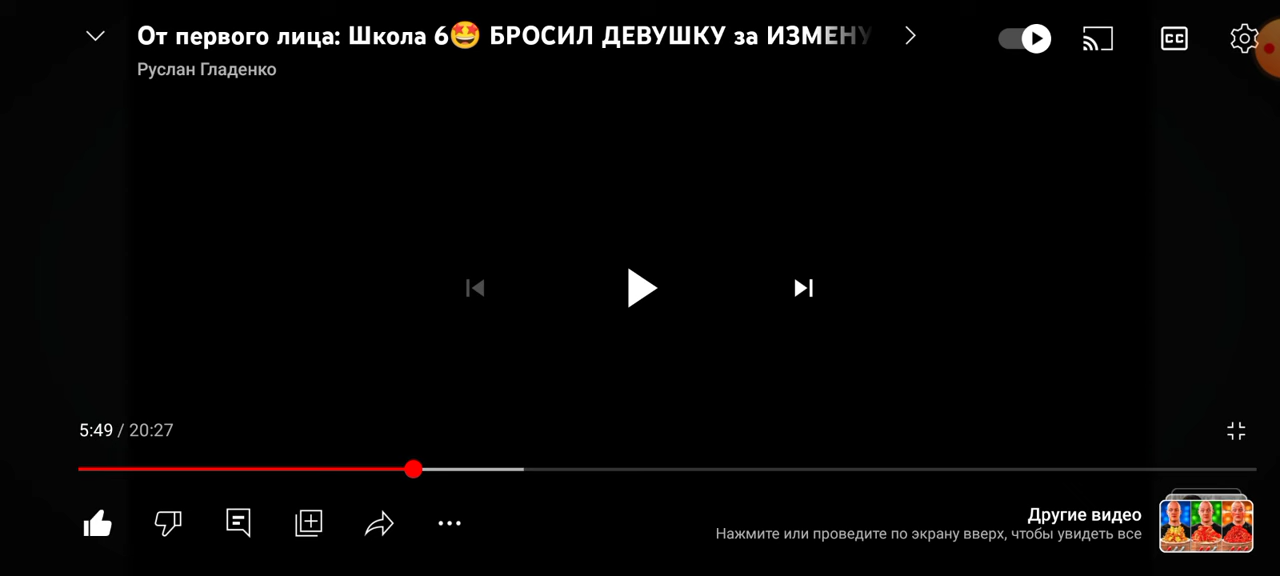 От первого лица: Школа 6🤩 БРОСИЛ ДЕВУШКУ за ИЗМЕНУ
Руслан Гладенко
CC
5:49 / 20:27
Другие видео
Нажмите или проведите по экрану вверх, чтобы увидеть все